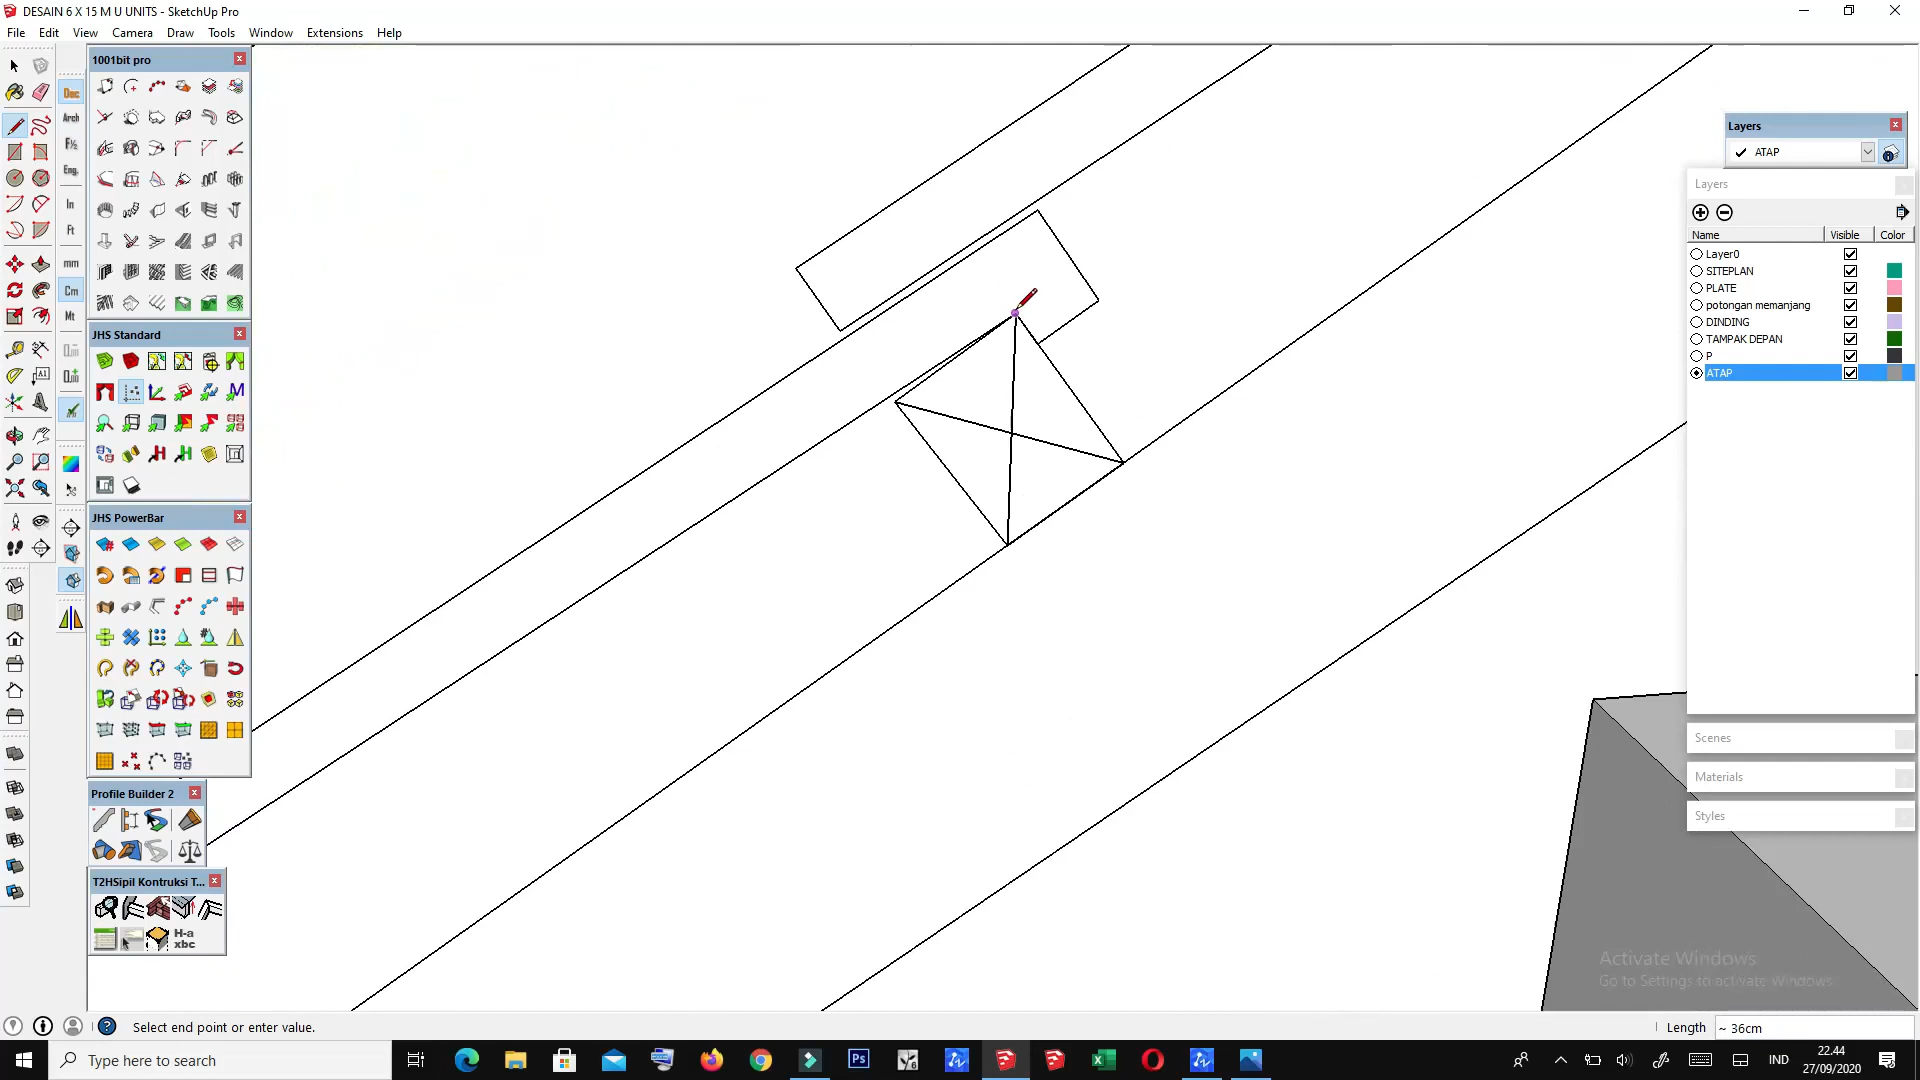 DESAIN 6 X 15 M U UNITS - SketchUp Pro
File Edit View Camera Draw Tools Window Extensions Help
1001bit pro
Dec
Arch
F½
Eng.
In
Ft
mm
Cm
Mt
JHS Standard
JHS PowerBar
Profile Builder 2
T2HSipil Kontruksi T...
H-a
xbc
Layers
ATAP
Layers
Name Visible Color
Layer0
SITEPLAN
PLATE
potongan memanjang
DINDING
TAMPAK DEPAN
P
ATAP
Scenes
Materials
Styles
Activate Windows
Go to Settings to activate Windows.
Select end point or enter value.
Length ~ 36cm
Type here to search
IND
22.44
27/09/2020